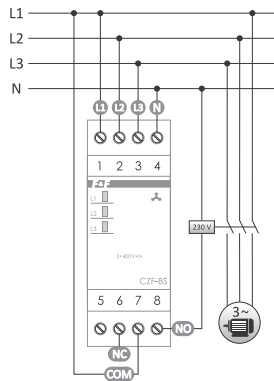 L1
L2
L3
N
L1 L2 L3 N
1 2 3 4
F&F
L1
L2
L3
230 V
3×400V+N
CZF-BS
5 6 7 8
3~
NO
NC
COM